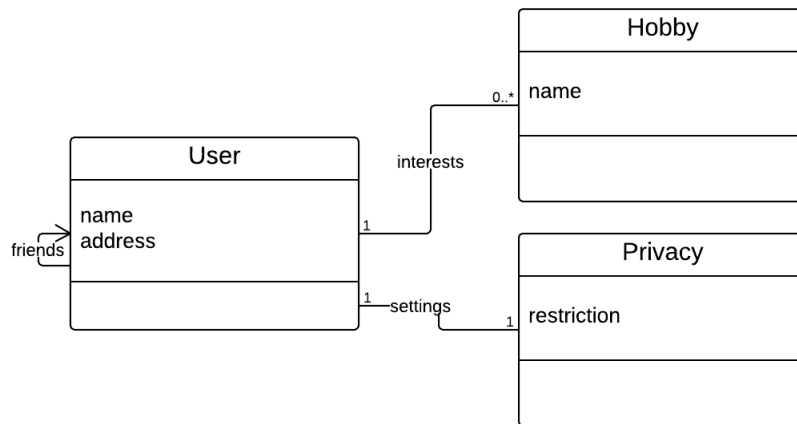 Hobby
name
0..*
interests
User
name
address
friends
1
1
settings
1
Privacy
restriction